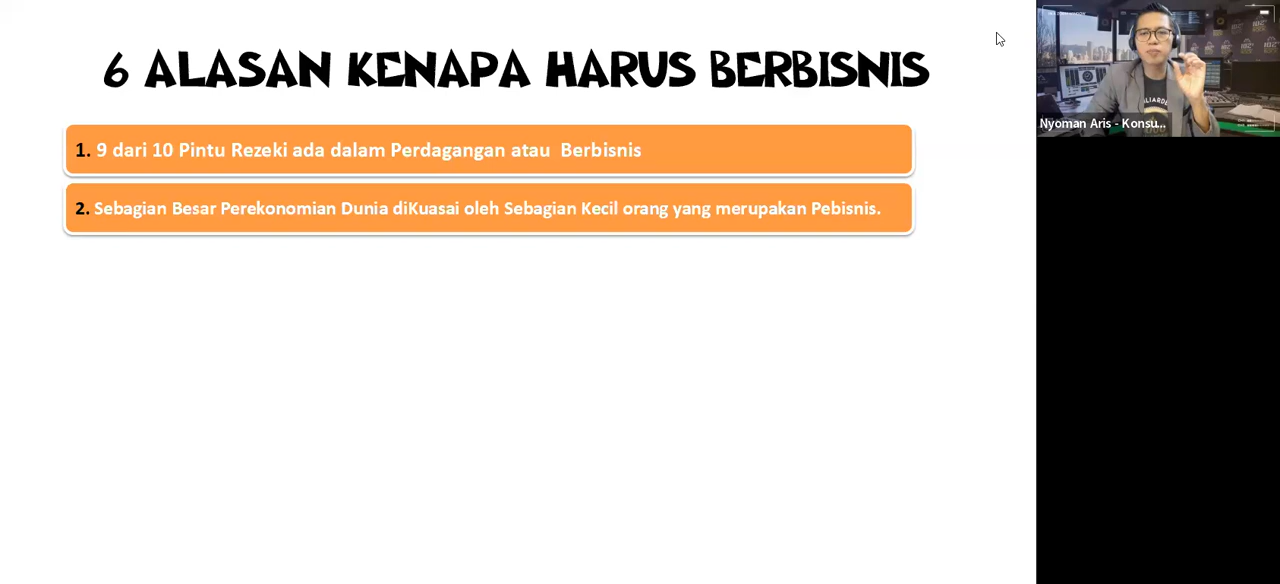 6 ALASAN KENAPA HARUS BERBISNIS
1. 9 dari 10 Pintu Rezeki ada dalam Perdagangan atau Berbisnis
2. Sebagian Besar Perekonomian Dunia diKuasai oleh Sebagian Kecil orang yang merupakan Pebisnis.
Nyoman Aris - Konsu...